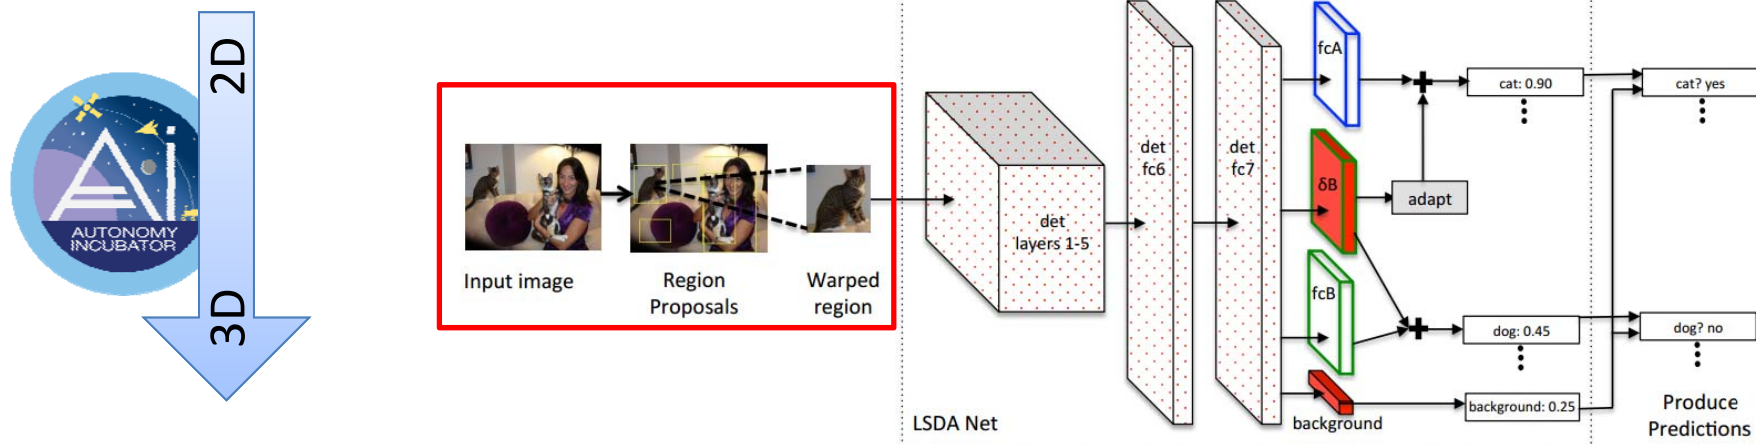 2D
3D
Ai
AUTONOMY
INCUBATOR
Input image
Region
Proposals
Warped
region
LSDA Net
det
layers 1-5
det
fc6
det
fc7
fcA
δB
fcB
background
adapt
cat: 0.90
dog: 0.45
background: 0.25
cat? yes
dog? no
Produce
Predictions